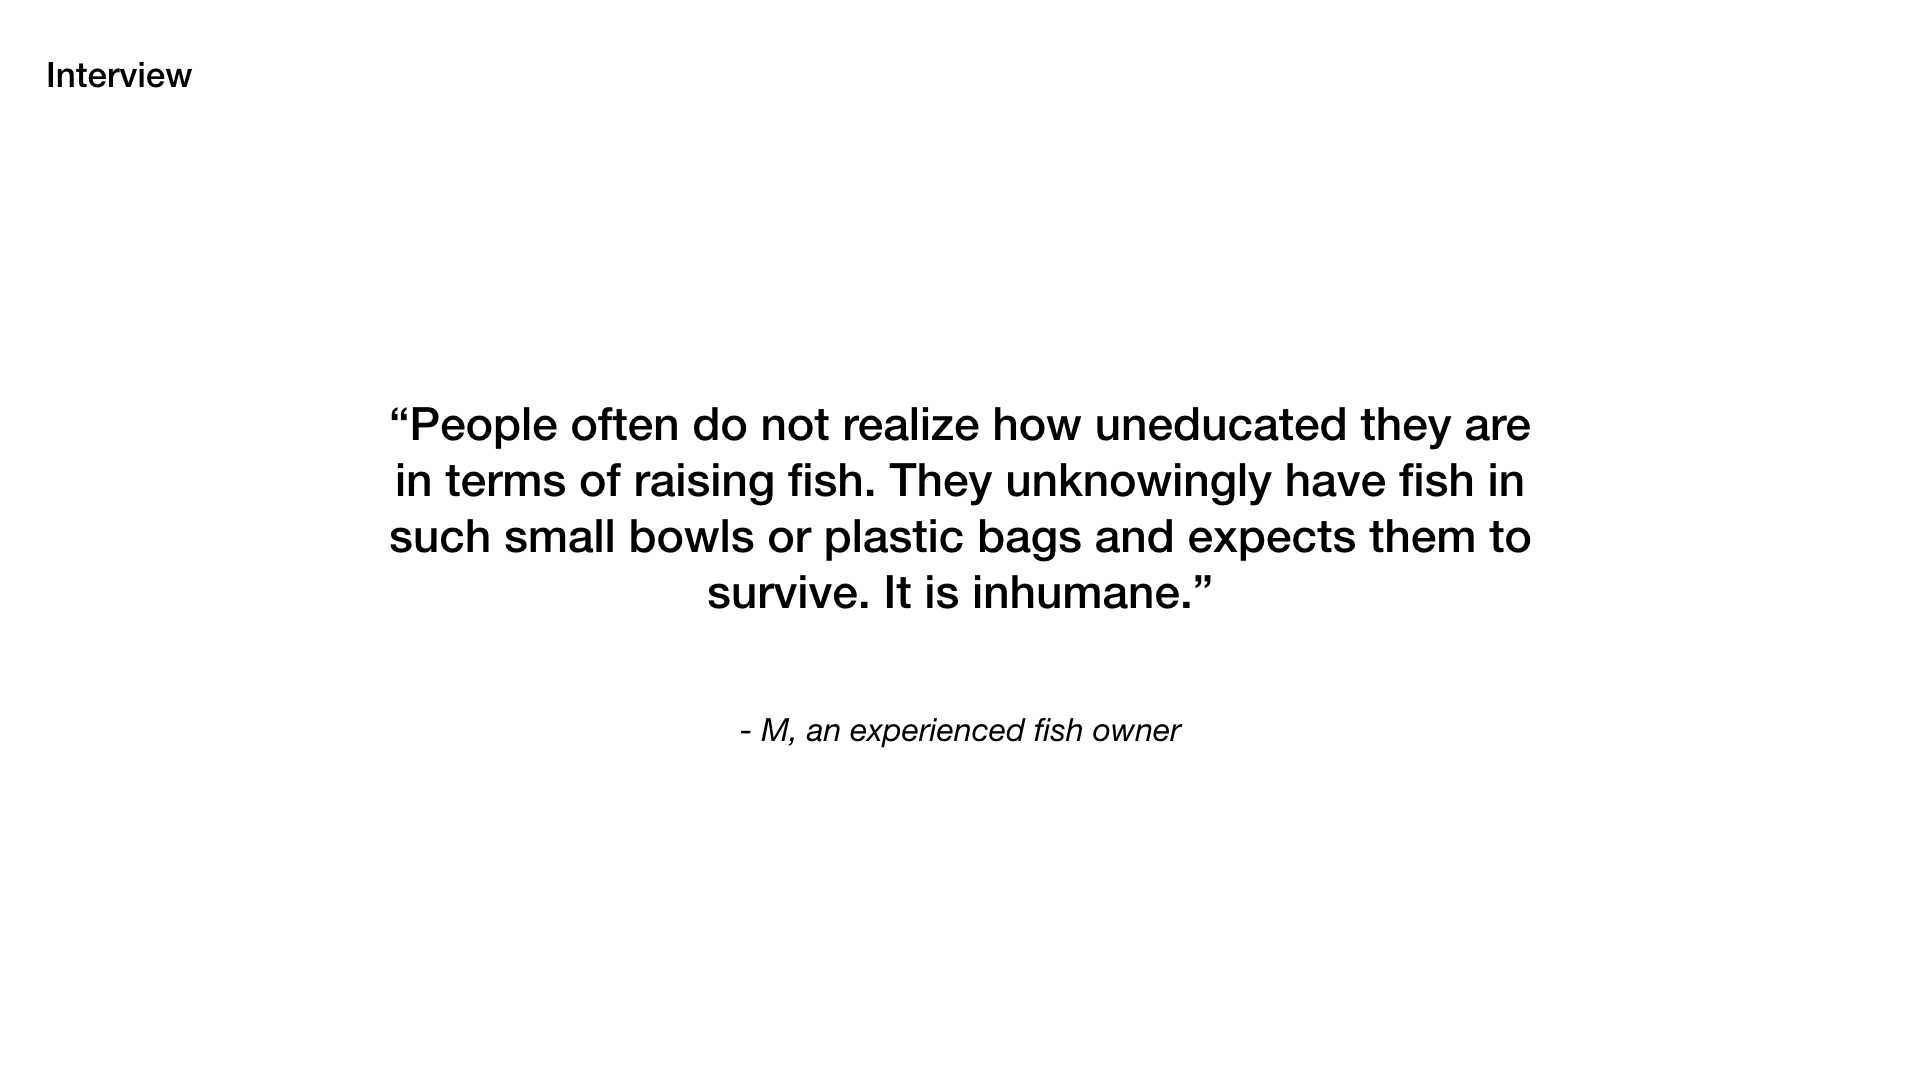 Interview
“People often do not realize how uneducated they are
in terms of raising fish. They unknowingly have fish in
such small bowls or plastic bags and expects them to
survive. It is inhumane.”
- M, an experienced fish owner